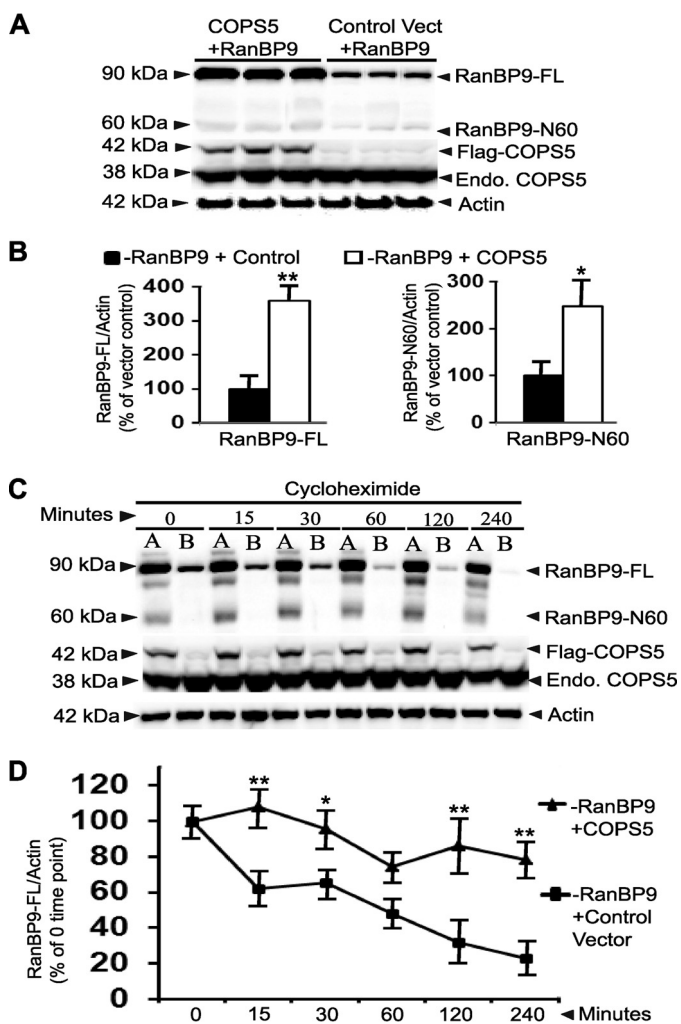 A
COPS5 Control Vect
+RanBP9 +RanBP9
90 kDa RanBP9-FL
60 kDa RanBP9-N60
42 kDa Flag-COPS5
38 kDa Endo. COPS5
42 kDa Actin
B
-RanBP9 + Control -RanBP9 + COPS5
RanBP9-FL/Actin
(% of vector control)
400
300
200
100
0
**
RanBP9-FL
RanBP9-N60/Actin
(% of vector control)
300
200
100
0
*
RanBP9-N60
C
Cycloheximide
Minutes 0 15 30 60 120 240
A B A B A B A B A B A B
90 kDa RanBP9-FL
60 kDa RanBP9-N60
42 kDa Flag-COPS5
38 kDa Endo. COPS5
42 kDa Actin
D
RanBP9-FL/Actin
(% of 0 time point)
120
100
80
60
40
20
0
** * ** **
-RanBP9
+COPS5
-RanBP9
+Control
Vector
0 15 30 60 120 240 Minutes